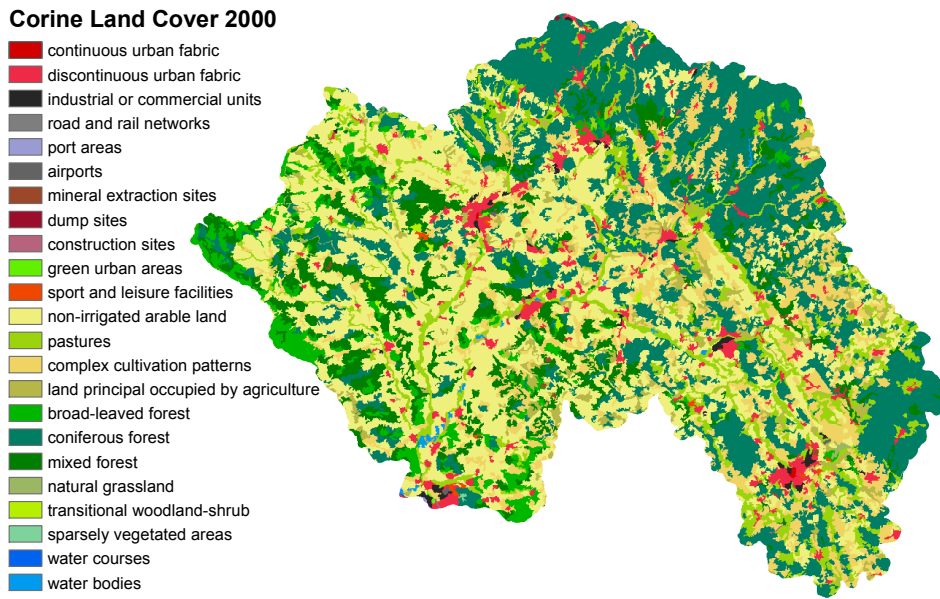 Corine Land Cover 2000
continuous urban fabric
discontinuous urban fabric
industrial or commercial units
road and rail networks
port areas
airports
mineral extraction sites
dump sites
construction sites
green urban areas
sport and leisure facilities
non-irrigated arable land
pastures
complex cultivation patterns
land principal occupied by agriculture
broad-leaved forest
coniferous forest
mixed forest
natural grassland
transitional woodland-shrub
sparsely vegetated areas
water courses
water bodies